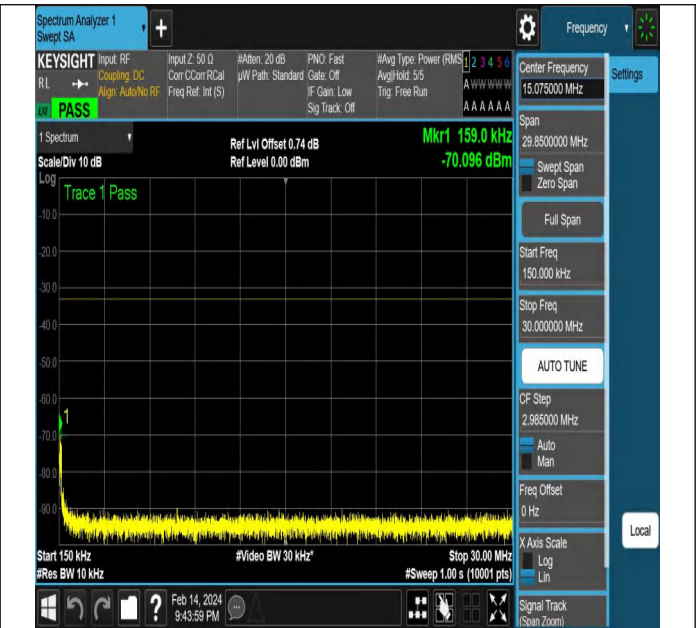 Spectrum Analyzer 1
Swept SA
+
Frequency
KEYSIGHT
RL
PASS
Input: RF
Coupling: DC
Align: Auto/No RF
Input Z: 50 Ω
Corr CCorr RCal
Freq Ref: Int (S)
#Atten: 20 dB
µW Path: Standard
PNO: Fast
Gate: Off
IF Gain: Low
Sig Track: Off
#Avg Type: Power (RMS
Avg|Hold: 5/5
Trig: Free Run
1 2 3 4 5 6
A W W W W W
A A A A A A
1 Spectrum
Scale/Div 10 dB
Ref Lvl Offset 0.74 dB
Ref Level 0.00 dBm
Mkr1 159.0 kHz
-70.096 dBm
Log
Trace 1 Pass
-10.0
-20.0
-30.0
-40.0
-50.0
-60.0
1
-70.0
-80.0
-90.0
Start 150 kHz
#Video BW 30 kHz*
Stop 30.00 MHz
#Res BW 10 kHz
#Sweep 1.00 s (10001 pts)
?
Feb 14, 2024
9:43:59 PM
Settings
Center Frequency
15.075000 MHz
Span
29.8500000 MHz
Swept Span
Zero Span
Full Span
Start Freq
150.000 kHz
Stop Freq
30.000000 MHz
AUTO TUNE
CF Step
2.985000 MHz
Auto
Man
Freq Offset
0 Hz
X Axis Scale
Log
Lin
Signal Track
(Span Zoom)
Local